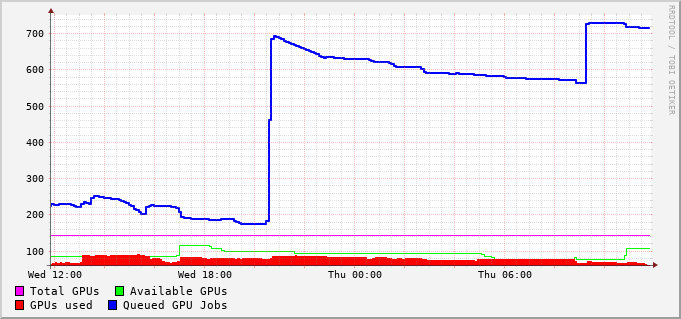 700
600
500
400
300
200
100
Wed 12:00 Wed 18:00 Thu 00:00 Thu 06:00
Total GPUs Available GPUs
GPUs used Queued GPU Jobs
RRDTOOL / TOBI OETIKER